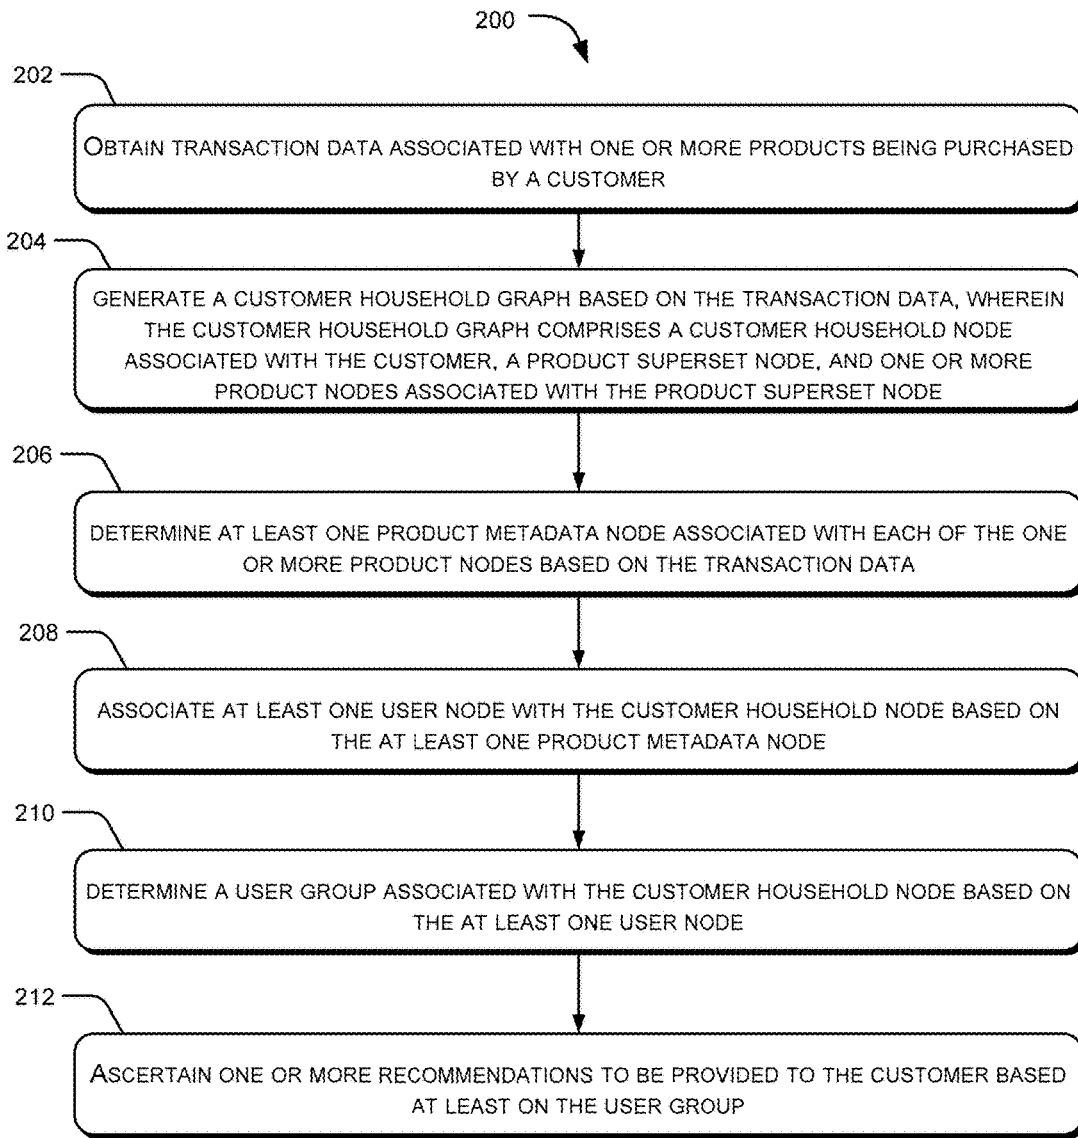 200
202
OBTAIN TRANSACTION DATA ASSOCIATED WITH ONE OR MORE PRODUCTS BEING PURCHASED
BY A CUSTOMER
204
GENERATE A CUSTOMER HOUSEHOLD GRAPH BASED ON THE TRANSACTION DATA, WHEREIN
THE CUSTOMER HOUSEHOLD GRAPH COMPRISES A CUSTOMER HOUSEHOLD NODE
ASSOCIATED WITH THE CUSTOMER, A PRODUCT SUPERSET NODE, AND ONE OR MORE
PRODUCT NODES ASSOCIATED WITH THE PRODUCT SUPERSET NODE
206
DETERMINE AT LEAST ONE PRODUCT METADATA NODE ASSOCIATED WITH EACH OF THE ONE
OR MORE PRODUCT NODES BASED ON THE TRANSACTION DATA
208
ASSOCIATE AT LEAST ONE USER NODE WITH THE CUSTOMER HOUSEHOLD NODE BASED ON
THE AT LEAST ONE PRODUCT METADATA NODE
210
DETERMINE A USER GROUP ASSOCIATED WITH THE CUSTOMER HOUSEHOLD NODE BASED ON
THE AT LEAST ONE USER NODE
212
ASCERTAIN ONE OR MORE RECOMMENDATIONS TO BE PROVIDED TO THE CUSTOMER BASED
AT LEAST ON THE USER GROUP